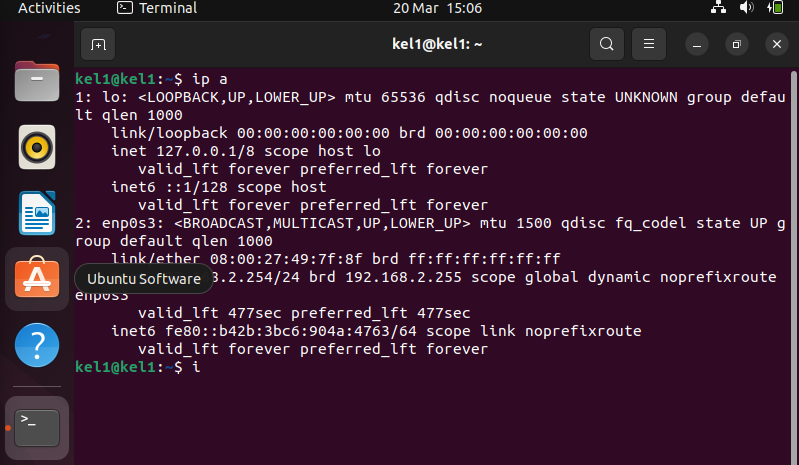 Activities Terminal 20 Mar 15:06
kel1@kel1: ~
kel1@kel1:~$ ip a
1: lo: <LOOPBACK,UP,LOWER_UP> mtu 65536 qdisc noqueue state UNKNOWN group defau
lt qlen 1000
    link/loopback 00:00:00:00:00:00 brd 00:00:00:00:00:00
    inet 127.0.0.1/8 scope host lo
       valid_lft forever preferred_lft forever
    inet6 ::1/128 scope host
       valid_lft forever preferred_lft forever
2: enp0s3: <BROADCAST,MULTICAST,UP,LOWER_UP> mtu 1500 qdisc fq_codel state UP g
roup default qlen 1000
    link/ether 08:00:27:49:7f:8f brd ff:ff:ff:ff:ff:ff
Ubuntu Software
.2.254/24 brd 192.168.2.255 scope global dynamic noprefixroute
enp0s3
       valid_lft 477sec preferred_lft 477sec
    inet6 fe80::b42b:3bc6:904a:4763/64 scope link noprefixroute
       valid_lft forever preferred_lft forever
kel1@kel1:~$ i